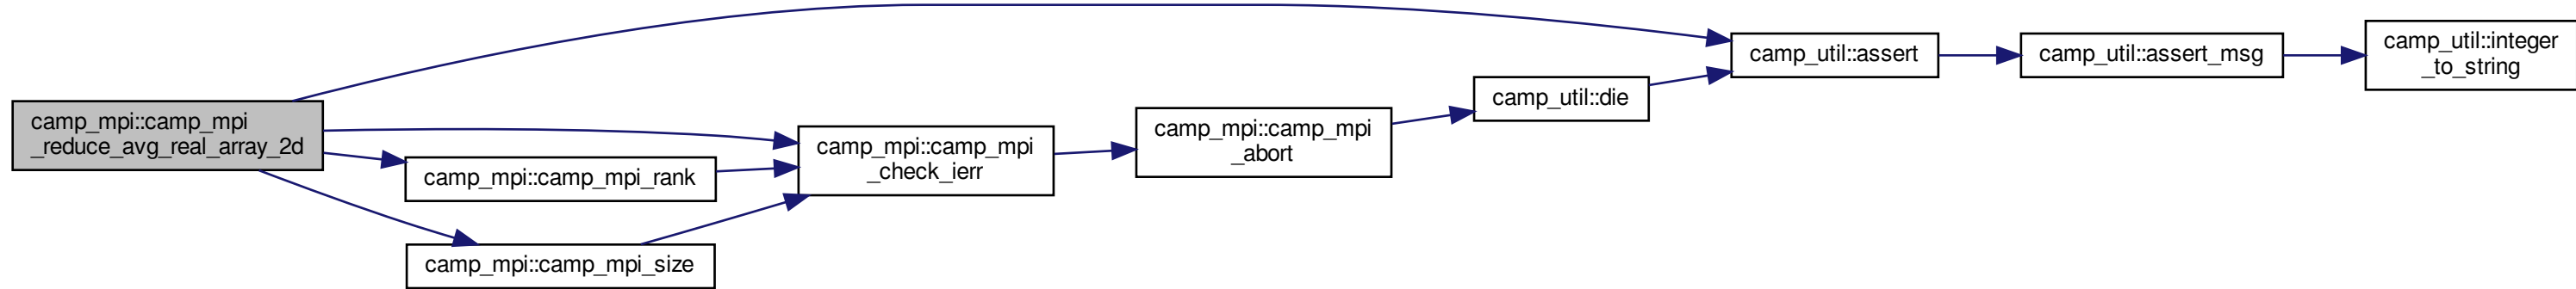 camp_mpi::camp_mpi
_reduce_avg_real_array_2d
camp_mpi::camp_mpi_rank
camp_mpi::camp_mpi_size
camp_mpi::camp_mpi
_check_ierr
camp_mpi::camp_mpi
_abort
camp_util::die
camp_util::assert
camp_util::assert_msg
camp_util::integer
_to_string